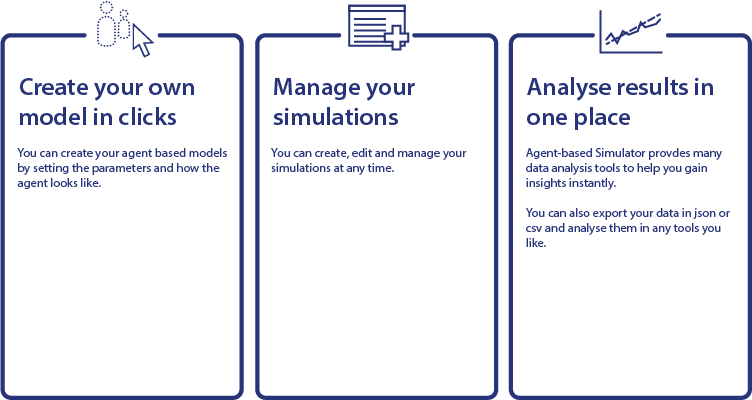 Create your own
model in clicks
You can create your agent based models
by setting the parameters and how the
agent looks like.
Manage your
simulations
You can create, edit and manage your
simulations at any time.
Analyse results in
one place
Agent-based Simulator provdes many
data analysis tools to help you gain
insights instantly.
You can also export your data in json or
csv and analyse them in any tools you
like.